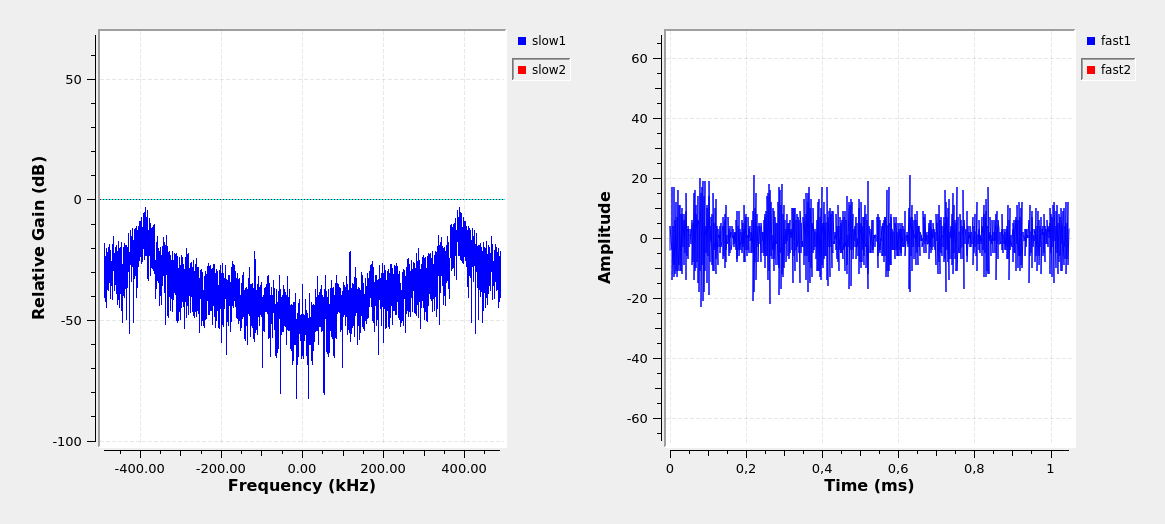 slow1
slow2
Relative Gain (dB)
50
0
-50
-100
-400.00 -200.00 0.00 200.00 400.00
Frequency (kHz)
fast1
fast2
Amplitude
60
40
20
0
-20
-40
-60
0 0,2 0,4 0,6 0,8 1
Time (ms)